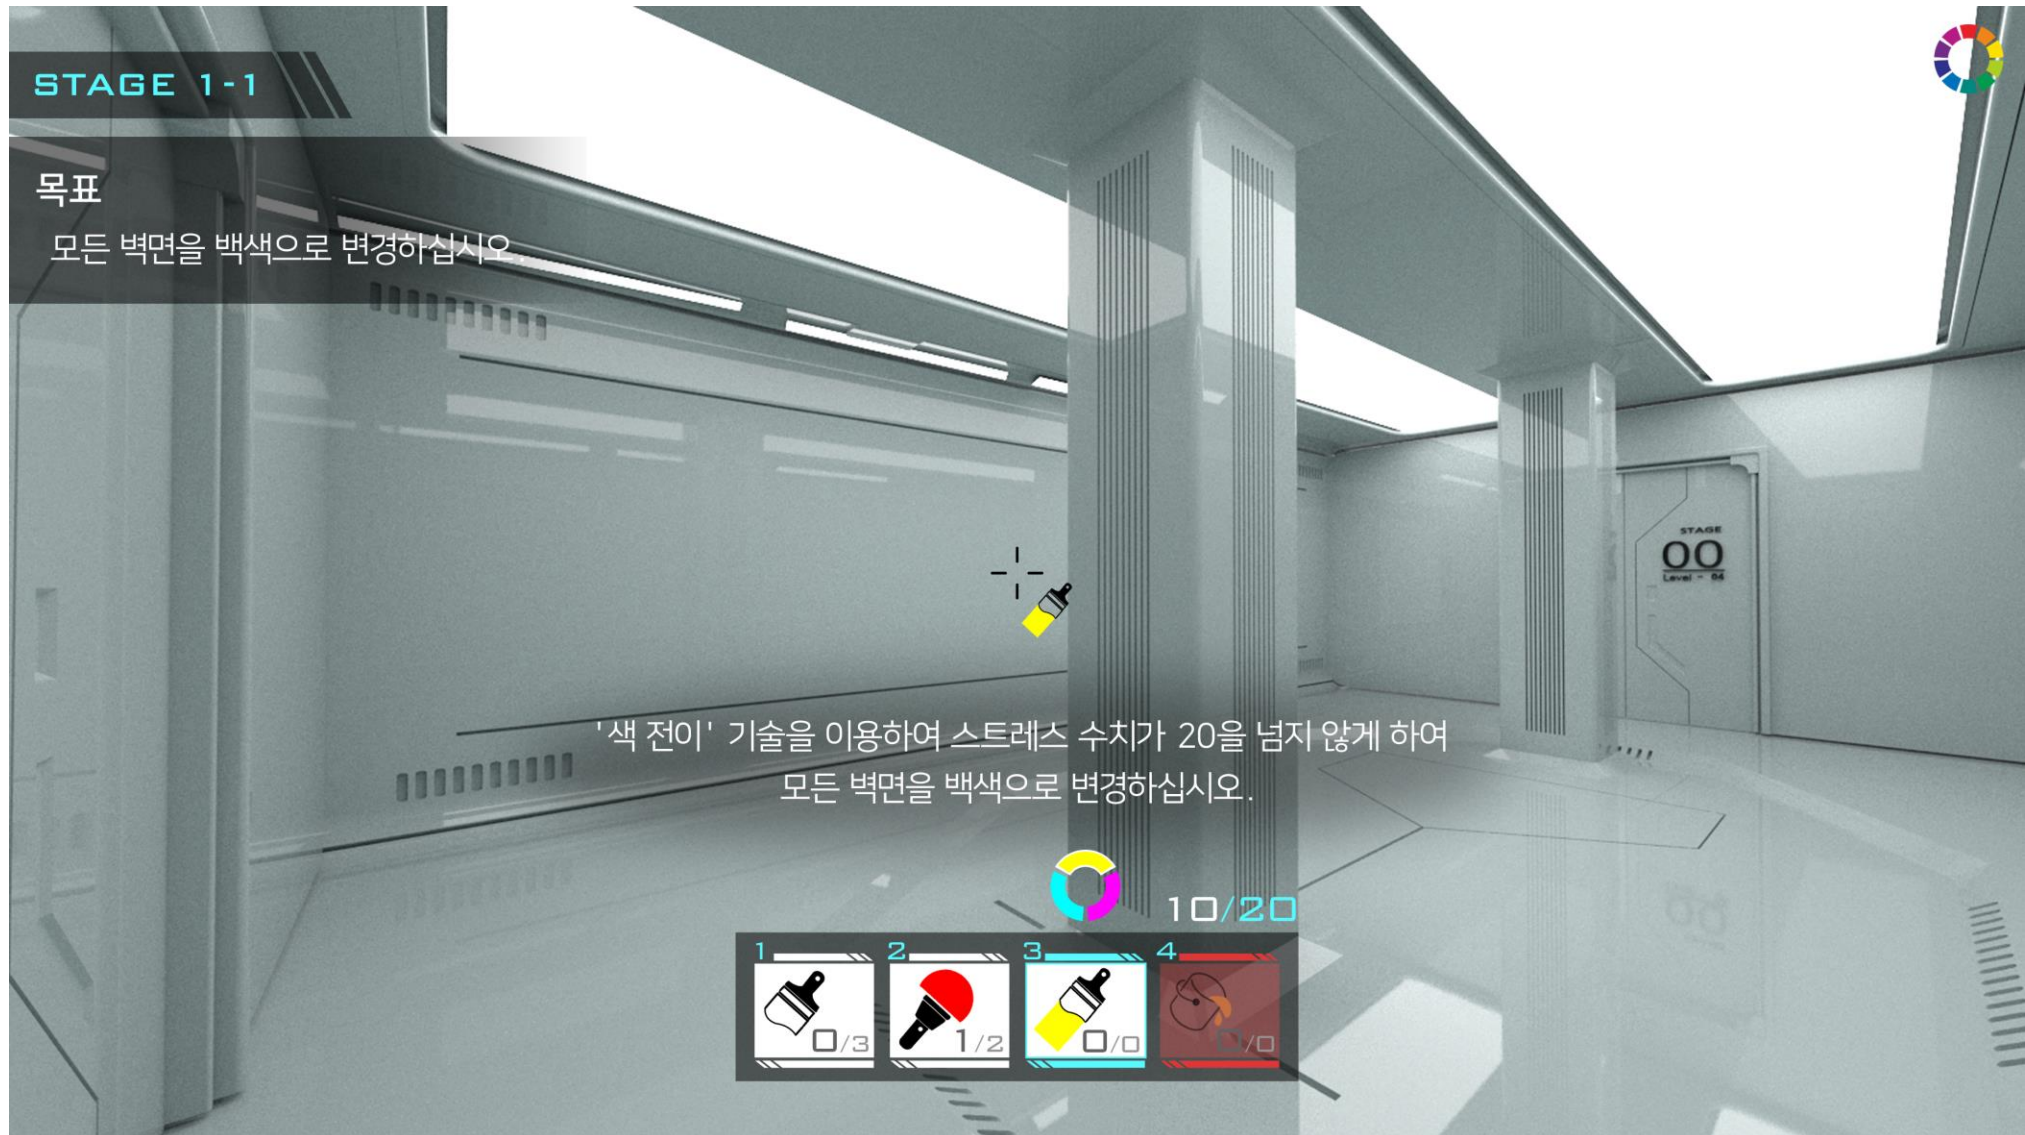 STAGE 1-1
목표
모든 벽면을 백색으로 변경하십시오.
STAGE
00
Level - 04
'색 전이' 기술을 이용하여 스트레스 수치가 20을 넘지 않게 하여
모든 벽면을 백색으로 변경하십시오.
10/20
1 2 3 4
0/3 1/2 0/0 0/0